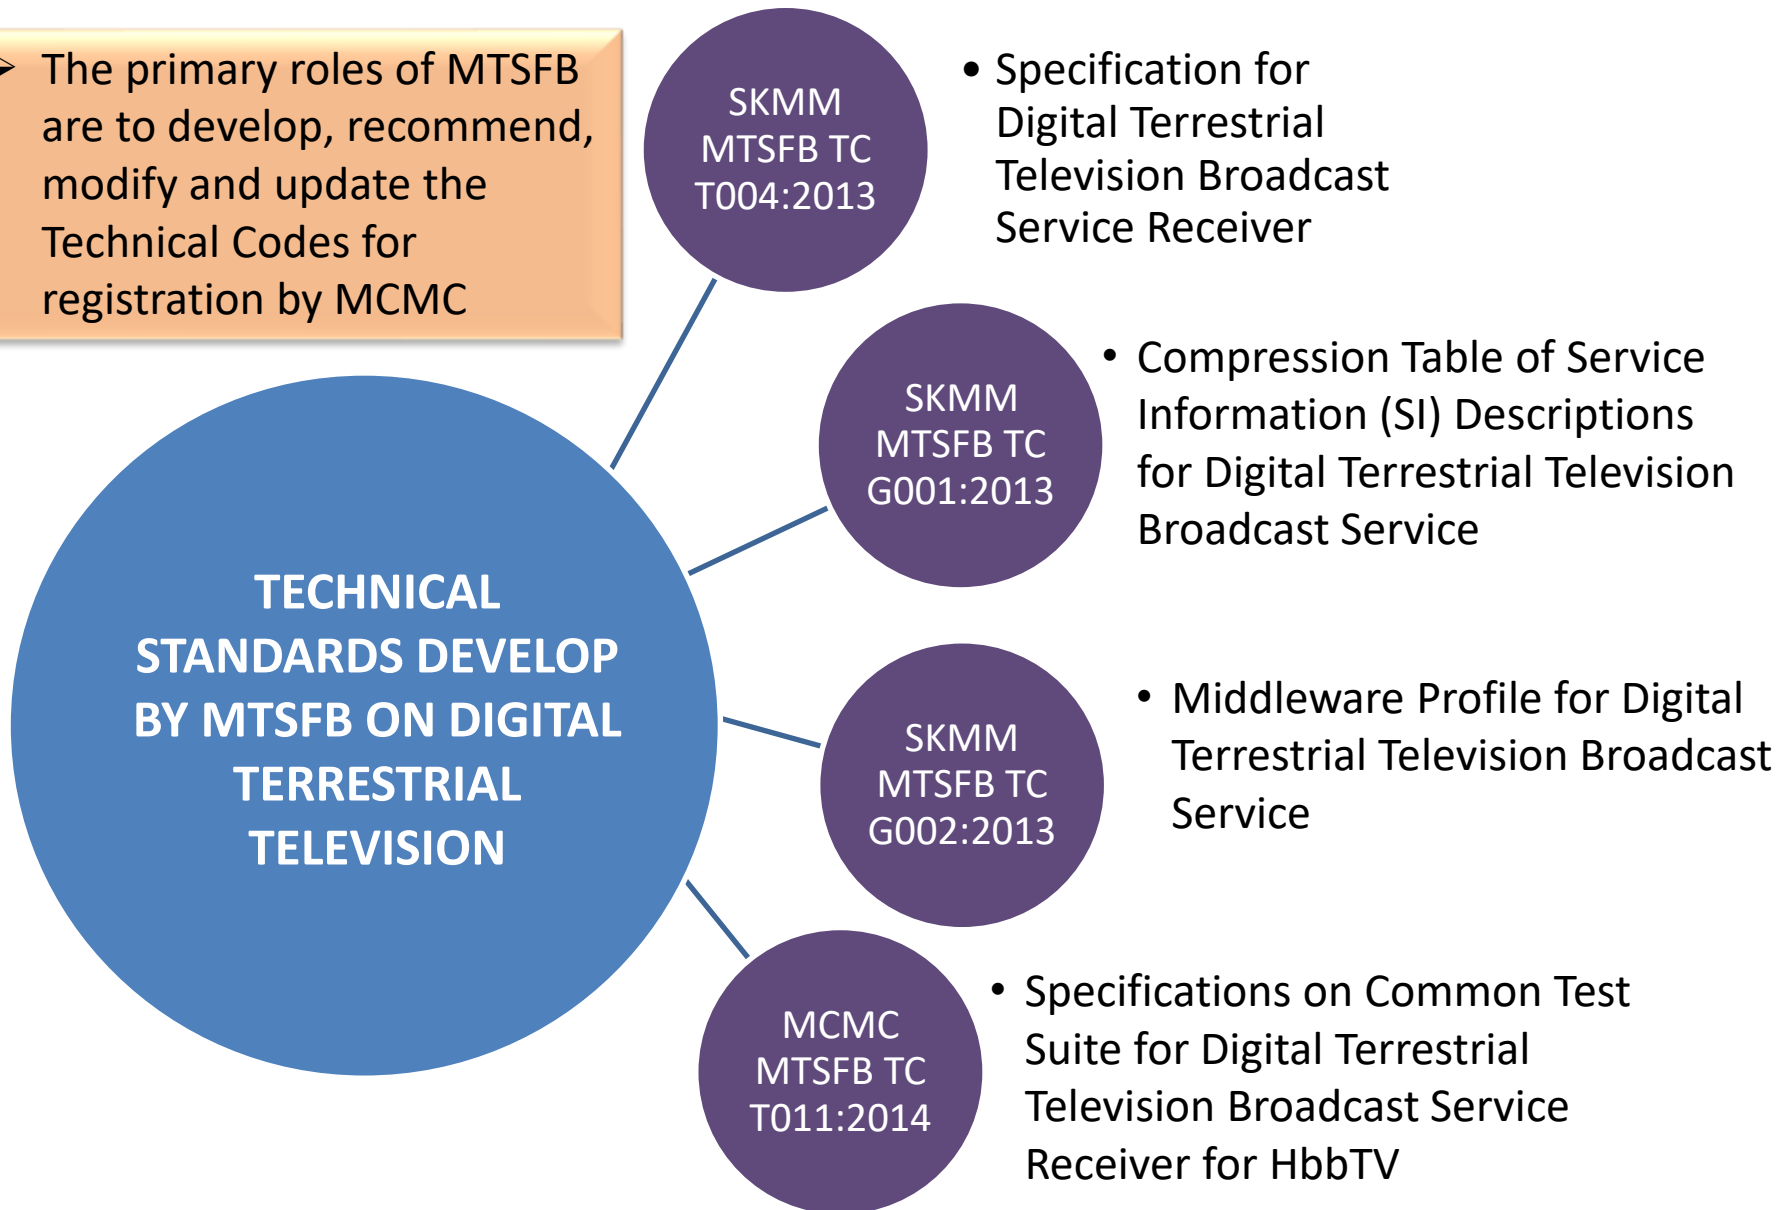 ➢ The primary roles of MTSFB
are to develop, recommend,
modify and update the
Technical Codes for
registration by MCMC
SKMM
MTSFB TC
T004:2013
• Specification for
Digital Terrestrial
Television Broadcast
Service Receiver
SKMM
MTSFB TC
G001:2013
• Compression Table of Service
Information (SI) Descriptions
for Digital Terrestrial Television
Broadcast Service
TECHNICAL
STANDARDS DEVELOP
BY MTSFB ON DIGITAL
TERRESTRIAL
TELEVISION
SKMM
MTSFB TC
G002:2013
• Middleware Profile for Digital
Terrestrial Television Broadcast
Service
MCMC
MTSFB TC
T011:2014
• Specifications on Common Test
Suite for Digital Terrestrial
Television Broadcast Service
Receiver for HbbTV